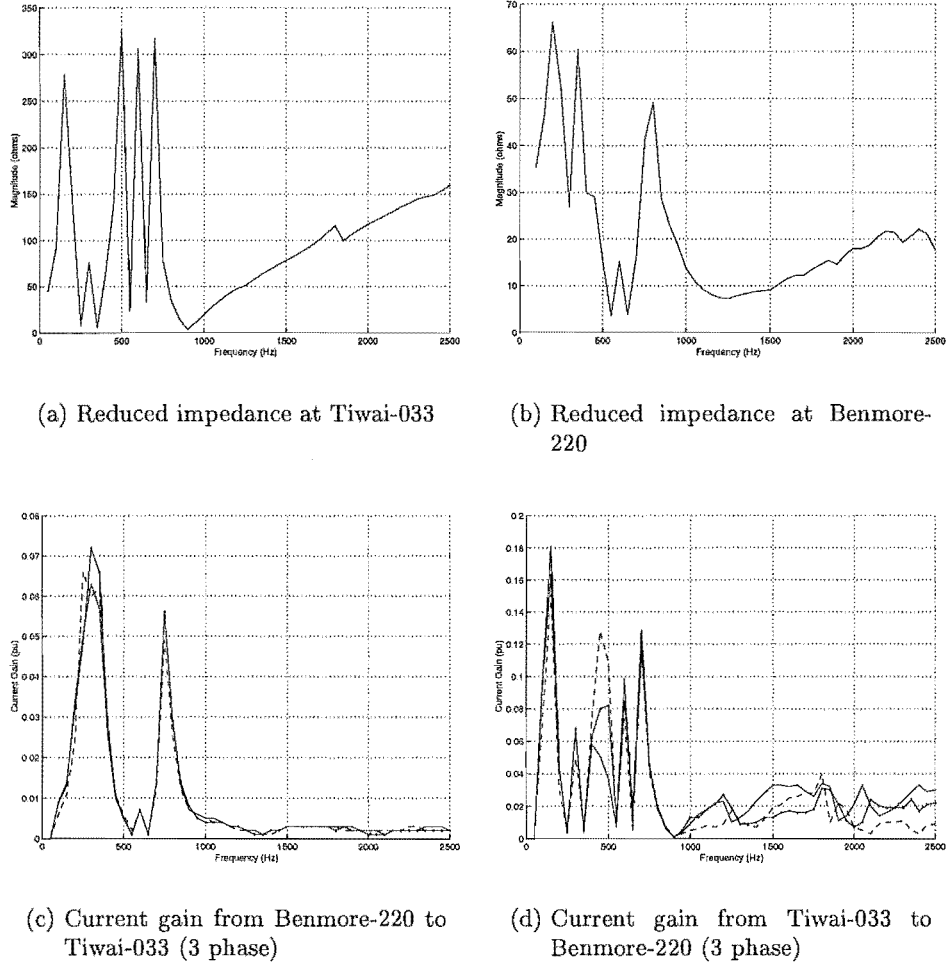 350
300
250
200
150
100
50
0
Magnitude (ohms)
0 500 1000 1500 2000 2500
Frequency (Hz)
70
60
50
40
30
20
10
0
Magnitude (ohms)
0 500 1000 1500 2000 2500
Frequency (Hz)
(a) Reduced impedance at Tiwai-033
(b) Reduced impedance at Benmore-
220
0.08
0.07
0.06
0.05
0.04
0.03
0.02
0.01
0
Current Gain (pu)
0 500 1000 1500 2000 2500
Frequency (Hz)
0.2
0.18
0.16
0.14
0.12
0.1
0.08
0.06
0.04
0.02
0
Current Gain (pu)
0 500 1000 1500 2000 2500
Frequency (Hz)
(c) Current gain from Benmore-220 to
Tiwai-033 (3 phase)
(d) Current gain from Tiwai-033 to
Benmore-220 (3 phase)